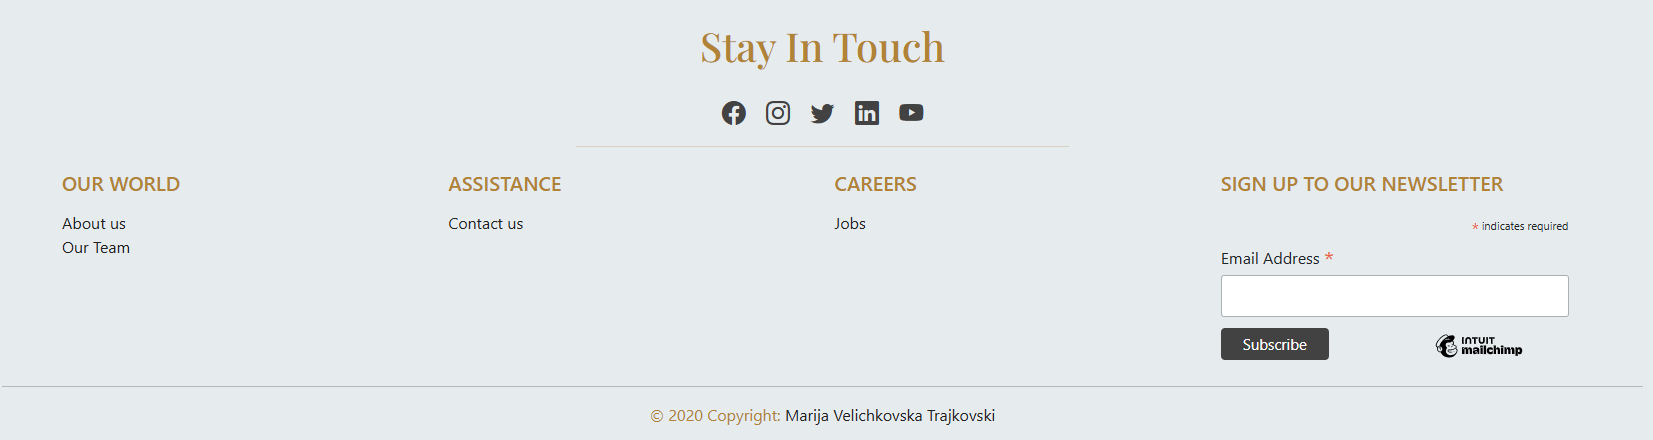 Stay In Touch
OUR WORLD
About us
Our Team
ASSISTANCE
Contact us
CAREERS
Jobs
SIGN UP TO OUR NEWSLETTER
* indicates required
Email Address *
Subscribe
INTUIT
mailchimp
© 2020 Copyright: Marija Velichkovska Trajkovski